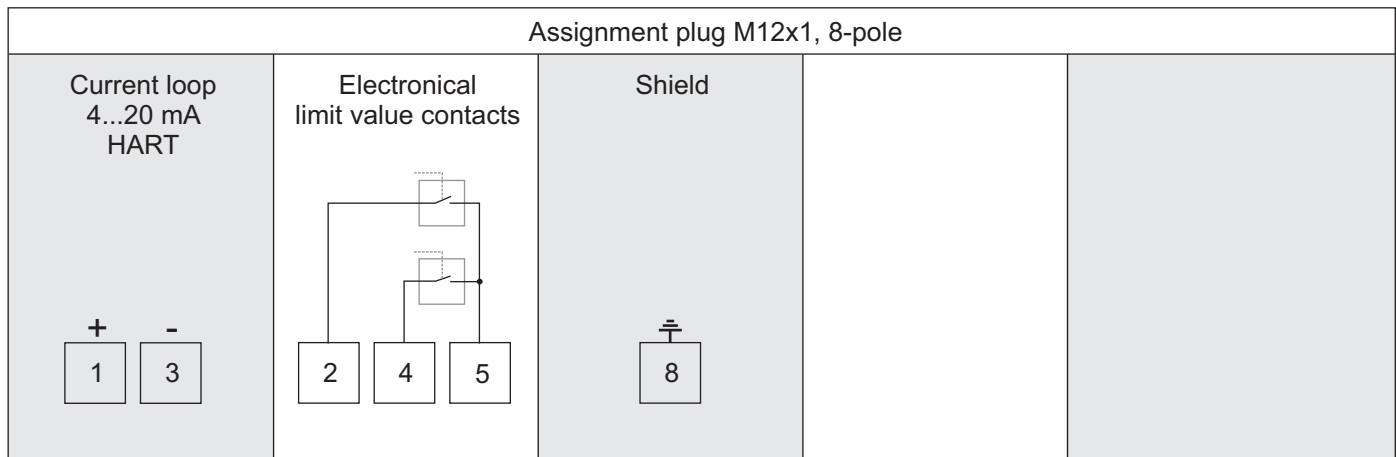 Assignment plug M12x1, 8-pole
Current loop
4...20 mA
HART
Electronical
limit value contacts
Shield
+ -
1 3
2 4 5
8